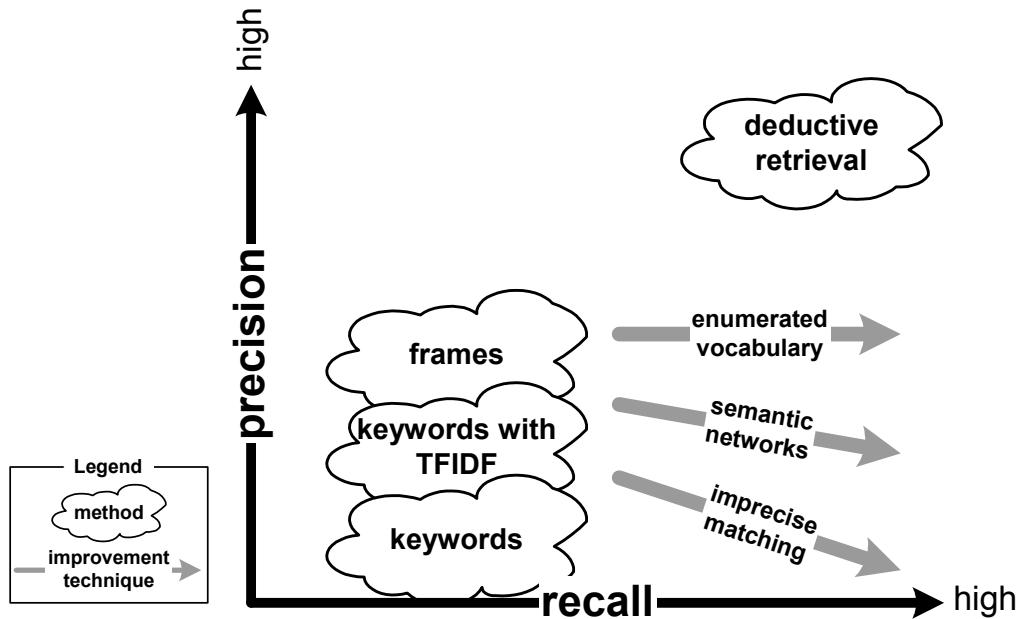 high
deductive
retrieval
precision
frames
enumerated
vocabulary
keywords with
TFIDF
semantic
networks
keywords
imprecise
matching
Legend
method
improvement
technique
recall
high